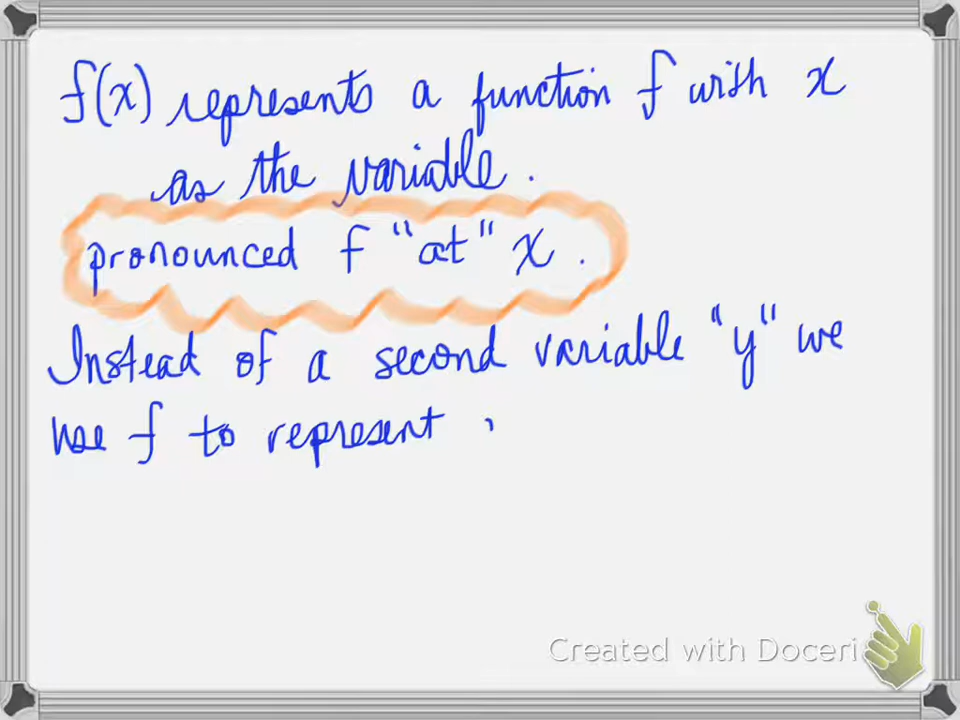 f(x) represents a function f with x
as the variable.
pronounced f "at" x.
Instead of a second variable "y" we
use f to represent
Created with Doceri